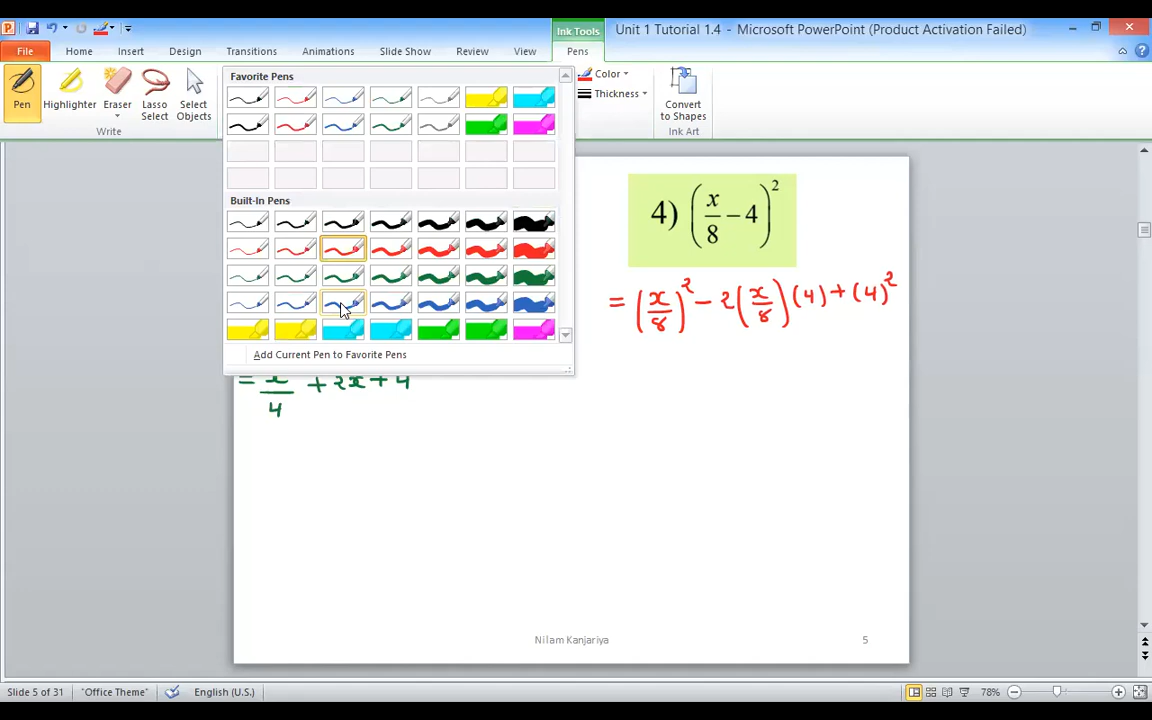 Unit 1 Tutorial 1.4 - Microsoft PowerPoint (Product Activation Failed)
Ink Tools
File Home Insert Design Transitions Animations Slide Show Review View Pens
Pen Highlighter Eraser Lasso Select Select Objects
Write
Favorite Pens
Built-In Pens
Add Current Pen to Favorite Pens
Color
Thickness
Convert to Shapes
Ink Art
4) (x/8 − 4)²
= (x/8)² − 2(x/8)(4) + (4)²
+ 2x + 4
4
Nilam Kanjariya 5
Slide 5 of 31 "Office Theme" English (U.S.) 78%